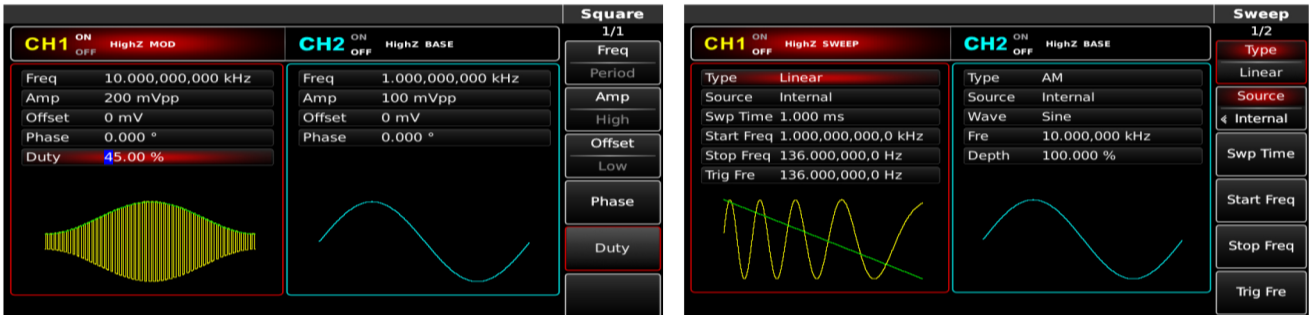 Square
1/1
CH1 ON OFF HighZ MOD
CH2 ON OFF HighZ BASE
Freq 10.000,000,000 kHz
Amp 200 mVpp
Offset 0 mV
Phase 0.000 °
Duty 45.00 %
Freq 1.000,000,000 kHz
Amp 100 mVpp
Offset 0 mV
Phase 0.000 °
Freq
Period
Amp
High
Offset
Low
Phase
Duty
Sweep
1/2
CH1 ON OFF HighZ SWEEP
CH2 ON OFF HighZ BASE
Type Linear
Source Internal
Swp Time 1.000 ms
Start Freq 1.000,000,000,0 kHz
Stop Freq 136.000,000,0 Hz
Trig Fre 136.000,000,0 Hz
Type AM
Source Internal
Wave Sine
Fre 10.000,000 kHz
Depth 100.000 %
Type
Linear
Source
Internal
Swp Time
Start Freq
Stop Freq
Trig Fre